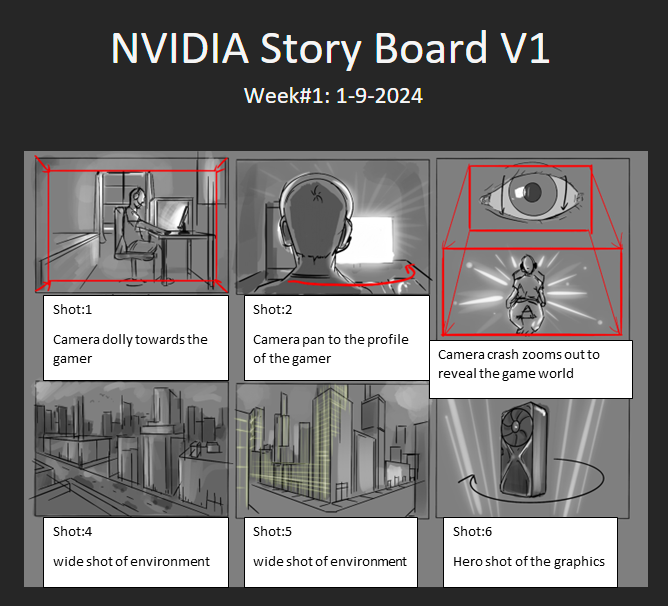 NVIDIA Story Board V1
Week#1: 1-9-2024
Shot:1
Camera dolly towards the
gamer
Shot:2
Camera pan to the profile
of the gamer
Camera crash zooms out to
reveal the game world
Shot:4
wide shot of environment
Shot:5
wide shot of environment
Shot:6
Hero shot of the graphics